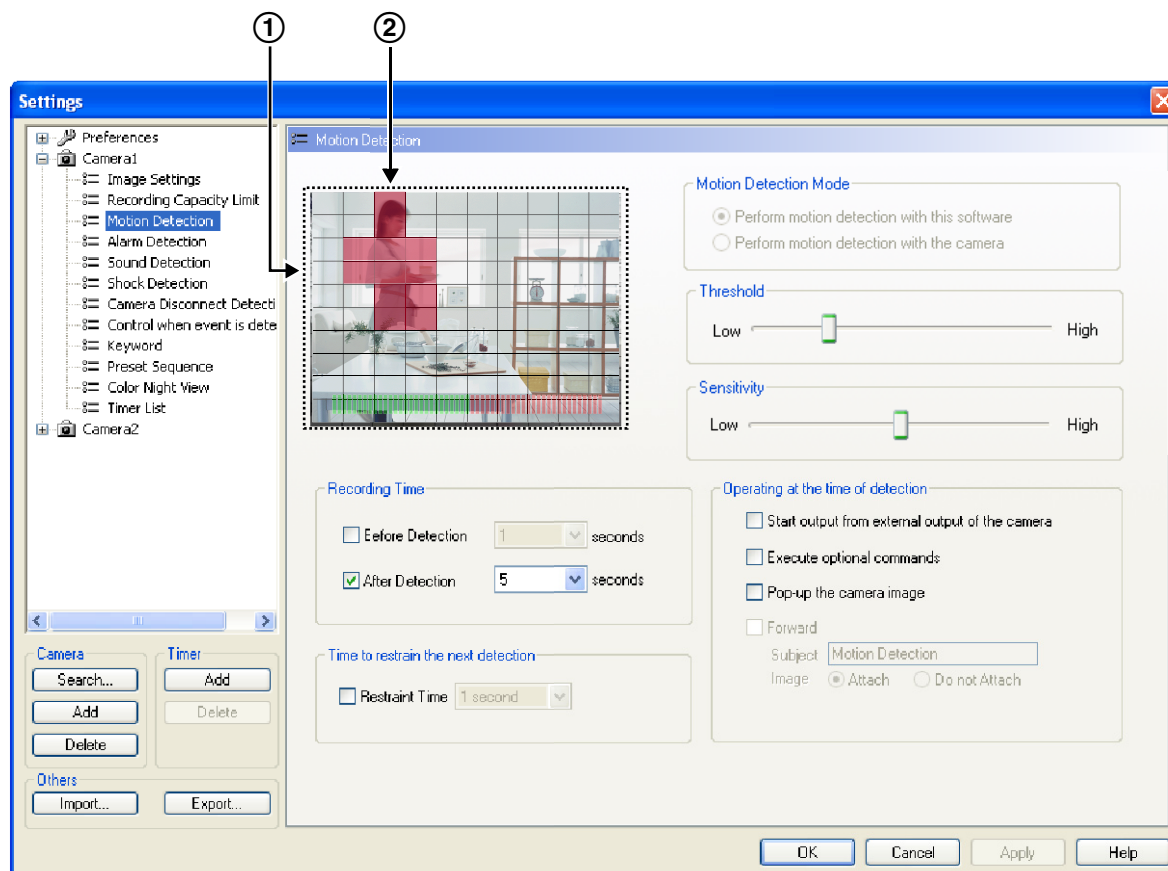 ① ②
Settings
Preferences
Camera1
Image Settings
Recording Capacity Limit
Motion Detection
Alarm Detection
Sound Detection
Shock Detection
Camera Disconnect Detecti
Control when event is dete
Keyword
Preset Sequence
Color Night View
Timer List
Camera2
Camera
Search...
Add
Delete
Timer
Add
Delete
Others
Import...
Export...
Motion Detection
Motion Detection Mode
Perform motion detection with this software
Perform motion detection with the camera
Threshold
Low High
Sensitivity
Low High
Recording Time
Eefore Detection 1 seconds
After Detection 5 seconds
Time to restrain the next detection
Restraint Time 1 second
Operating at the time of detection
Start output from external output of the camera
Execute optional commands
Pop-up the camera image
Forward
Subject Motion Detection
Image Attach Do not Attach
OK Cancel Apply Help